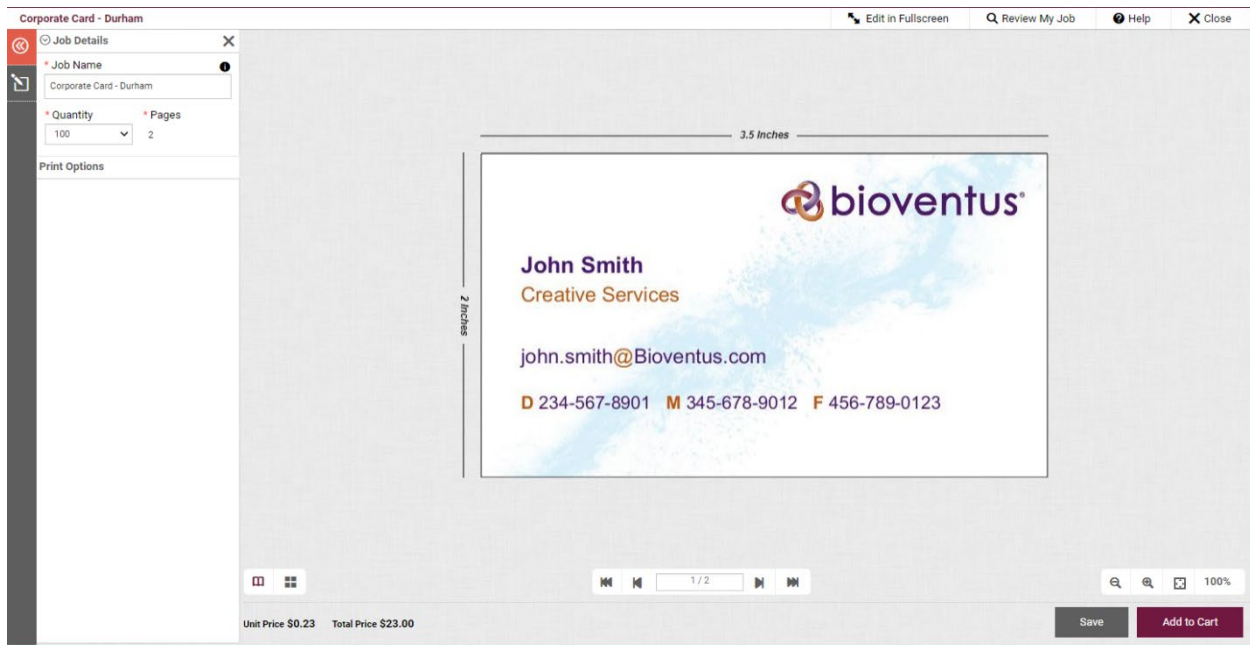 Corporate Card - Durham
Edit in Fullscreen
Review My Job
Help
Close
Job Details
* Job Name
Corporate Card - Durham
* Quantity * Pages
100 2
Print Options
3.5 Inches
2 Inches
bioventus®
John Smith
Creative Services
john.smith@Bioventus.com
D 234-567-8901 M 345-678-9012 F 456-789-0123
1 / 2
100%
Unit Price $0.23 Total Price $23.00
Save
Add to Cart